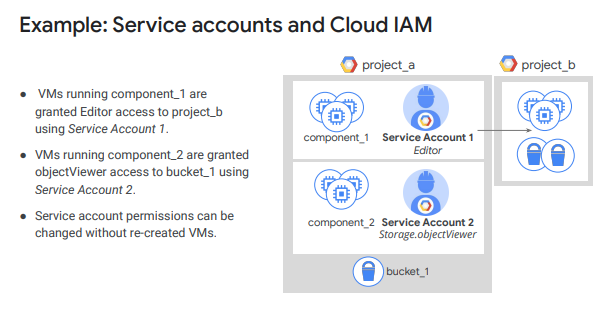 Example: Service accounts and Cloud IAM
● VMs running component_1 are
granted Editor access to project_b
using Service Account 1.
● VMs running component_2 are granted
objectViewer access to bucket_1 using
Service Account 2.
● Service account permissions can be
changed without re-created VMs.
project_a
component_1
Service Account 1
Editor
component_2
Service Account 2
Storage.objectViewer
bucket_1
project_b